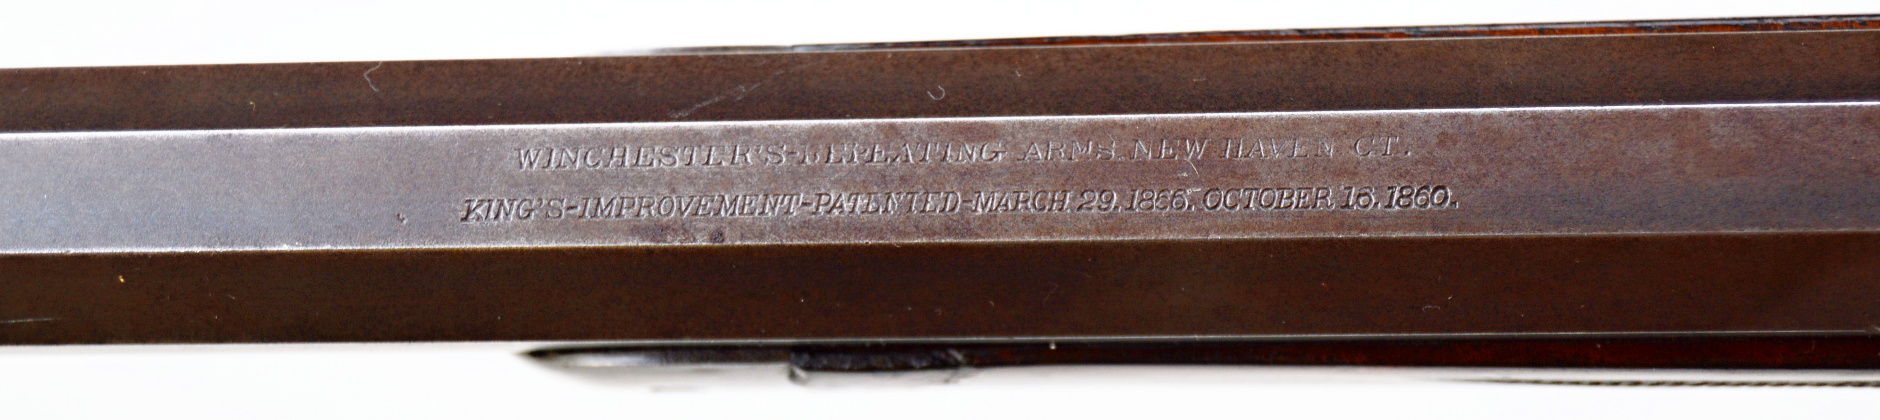 WINCHESTER'S-REPEATING ARMS. NEW HAVEN CT.
KING'S-IMPROVEMENT-PATENTED-MARCH 29. 1866. OCTOBER 16. 1860.